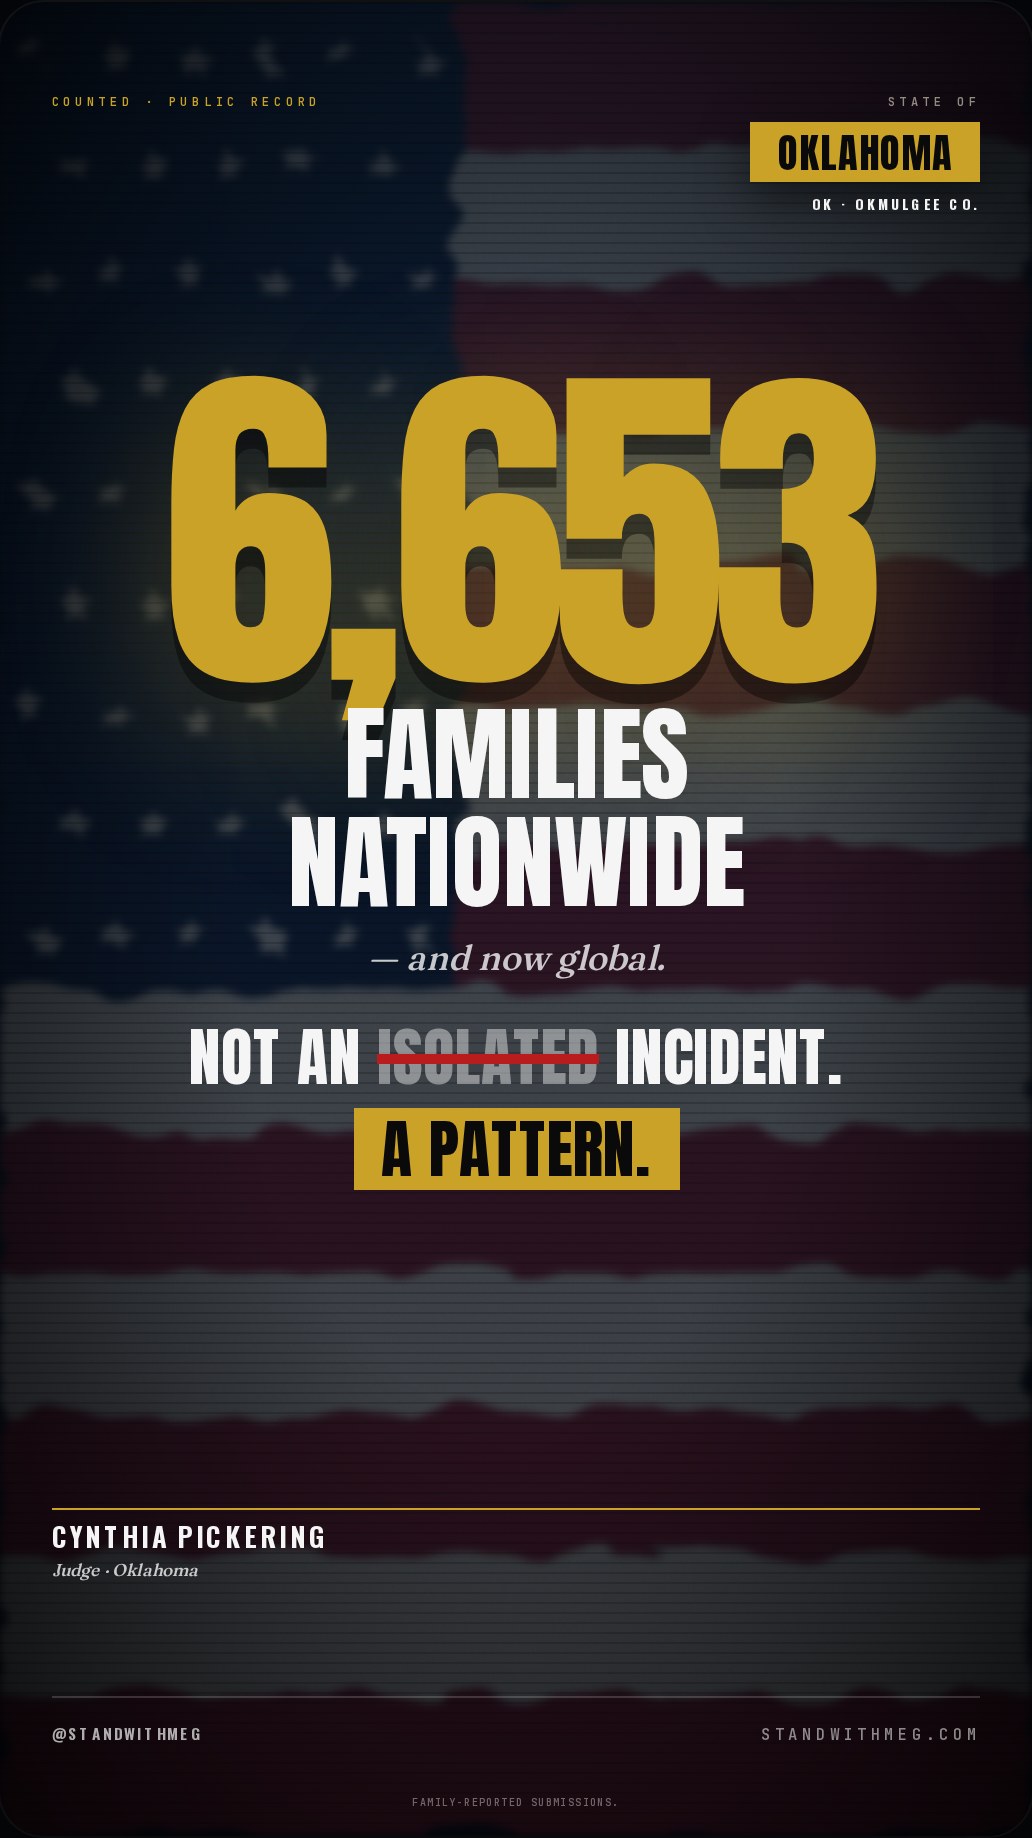 COUNTED · PUBLIC RECORD
STATE OF
OKLAHOMA
OK · OKMULGEE CO.
6,653
FAMILIES
NATIONWIDE
— and now global.
NOT AN ISOLATED INCIDENT.
A PATTERN.
CYNTHIA PICKERING
Judge · Oklahoma
@STANDWITHMEG
STANDWITHMEG.COM
FAMILY-REPORTED SUBMISSIONS.